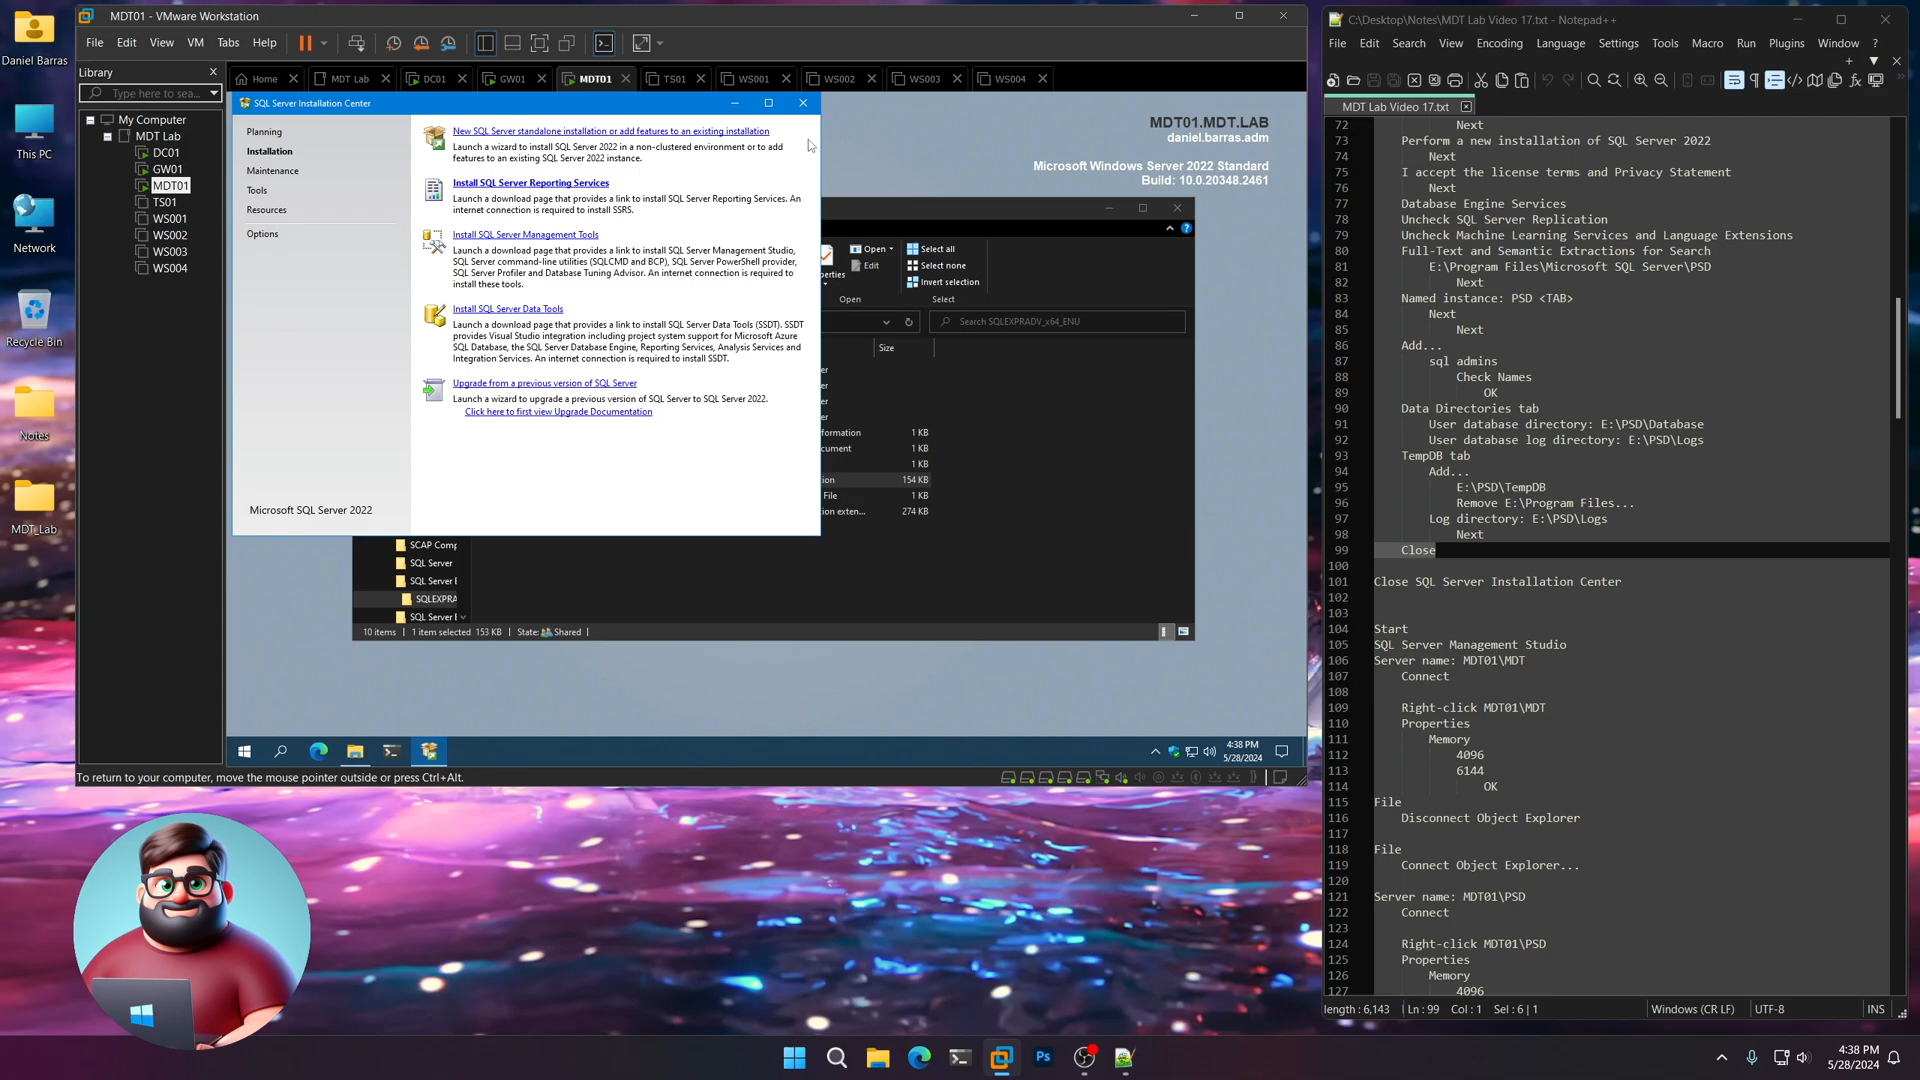 MDT01 - VMware Workstation
File Edit View VM Tabs Help
Library
Type here to sea...
My Computer
MDT Lab
DC01
GW01
MDT01
TS01
WS001
WS002
WS003
WS004
Home MDT Lab DC01 GW01 MDT01 TS01 WS001 WS002 WS003 WS004
SQL Server Installation Center
Planning
Installation
Maintenance
Tools
Resources
Options
Microsoft SQL Server 2022
New SQL Server standalone installation or add features to an existing installation
Launch a wizard to install SQL Server 2022 in a non-clustered environment or to add
features to an existing SQL Server 2022 instance.
Install SQL Server Reporting Services
Launch a download page that provides a link to install SQL Server Reporting Services. An
internet connection is required to install SSRS.
Install SQL Server Management Tools
Launch a download page that provides a link to install SQL Server Management Studio,
SQL Server command-line utilities (SQLCMD and BCP), SQL Server PowerShell provider,
SQL Server Profiler and Database Tuning Advisor. An internet connection is required to
install these tools.
Install SQL Server Data Tools
Launch a download page that provides a link to install SQL Server Data Tools (SSDT). SSDT
provides Visual Studio integration including project system support for Microsoft Azure
SQL Database, the SQL Server Database Engine, Reporting Services, Analysis Services and
Integration Services. An internet connection is required to install SSDT.
Upgrade from a previous version of SQL Server
Launch a wizard to upgrade a previous version of SQL Server to SQL Server 2022.
Click here to first view Upgrade Documentation
MDT01.MDT.LAB
daniel.barras.adm
Microsoft Windows Server 2022 Standard
Build: 10.0.20348.2461
Open Select all
Edit Select none
Invert selection
Open Select
Search SQLEXPRADV_x64_ENU
Size
1 KB
1 KB
1 KB
154 KB
File 1 KB
274 KB
SCAP Comp
SQL Server
SQL Server E
SQLEXPRA
SQL Server E
10 items 1 item selected 153 KB State: Shared
4:38 PM
5/28/2024
To return to your computer, move the mouse pointer outside or press Ctrl+Alt.
Daniel Barras
This PC
Network
Recycle Bin
Notes
MDT_Lab
C:\Desktop\Notes\MDT Lab Video 17.txt - Notepad++
File Edit Search View Encoding Language Settings Tools Macro Run Plugins Window ?
MDT Lab Video 17.txt
72 Next
73 Perform a new installation of SQL Server 2022
74 Next
75 I accept the license terms and Privacy Statement
76 Next
77 Database Engine Services
78 Uncheck SQL Server Replication
79 Uncheck Machine Learning Services and Language Extensions
80 Full-Text and Semantic Extractions for Search
81 E:\Program Files\Microsoft SQL Server\PSD
82 Next
83 Named instance: PSD <TAB>
84 Next
85 Next
86 Add...
87 sql admins
88 Check Names
89 OK
90 Data Directories tab
91 User database directory: E:\PSD\Database
92 User database log directory: E:\PSD\Logs
93 TempDB tab
94 Add...
95 E:\PSD\TempDB
96 Remove E:\Program Files...
97 Log directory: E:\PSD\Logs
98 Next
99 Close
100
101 Close SQL Server Installation Center
102
103
104 Start
105 SQL Server Management Studio
106 Server name: MDT01\MDT
107 Connect
108
109 Right-click MDT01\MDT
110 Properties
111 Memory
112 4096
113 6144
114 OK
115 File
116 Disconnect Object Explorer
117
118 File
119 Connect Object Explorer...
120
121 Server name: MDT01\PSD
122 Connect
123
124 Right-click MDT01\PSD
125 Properties
126 Memory
127 4096
length : 6,143 Ln : 99 Col : 1 Sel : 6 | 1 Windows (CR LF) UTF-8 INS
Ps
4:38 PM
5/28/2024